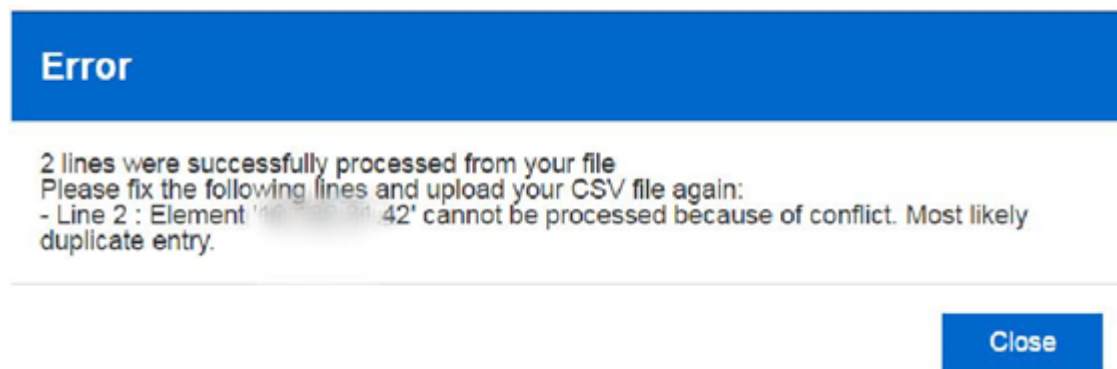 Error
2 lines were successfully processed from your file
Please fix the following lines and upload your CSV file again:
- Line 2 : Element ' 42' cannot be processed because of conflict. Most likely
duplicate entry.
Close